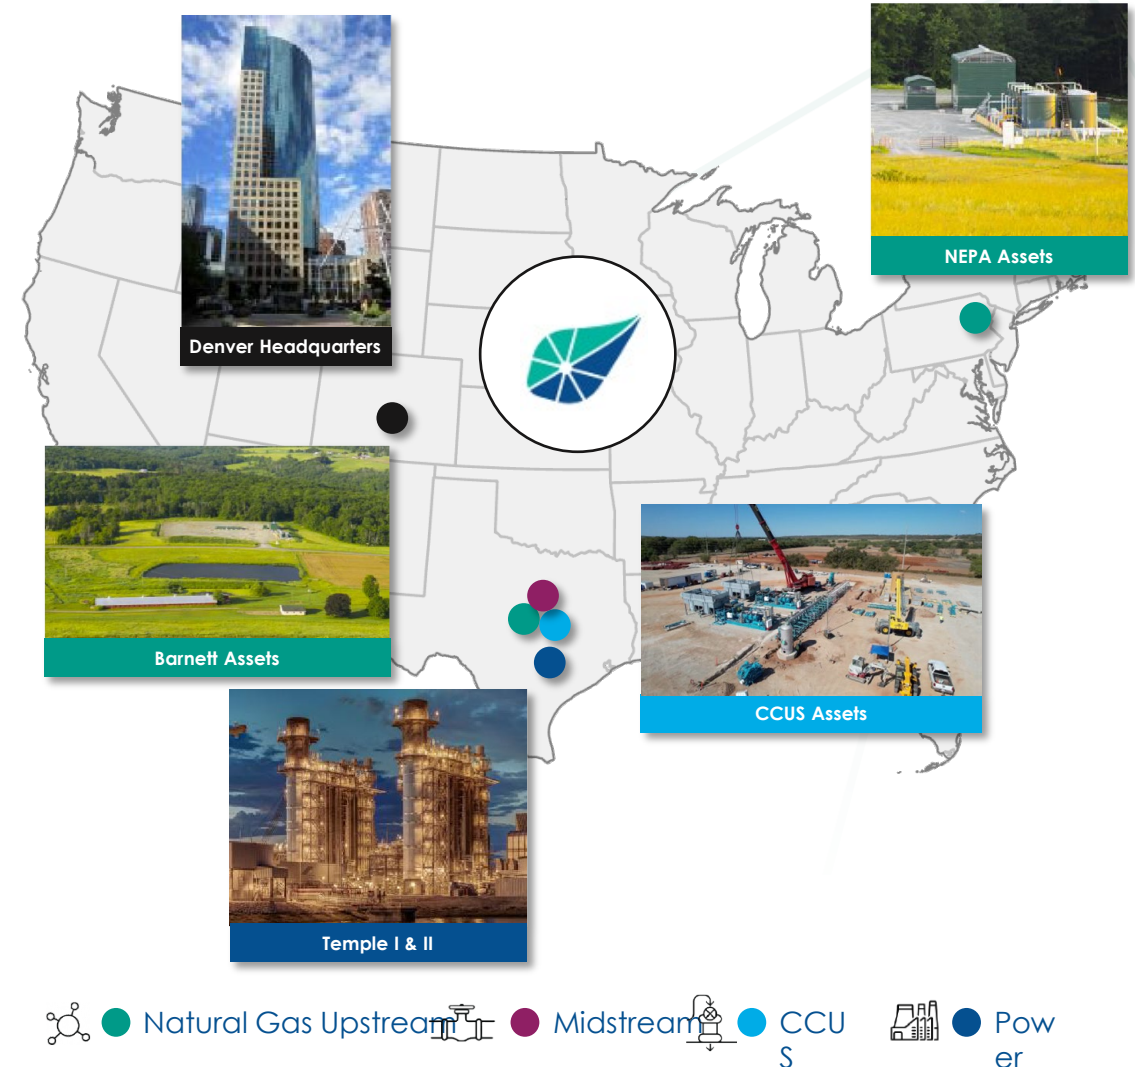 NEPA Assets
Denver Headquarters
Barnett Assets
CCUS Assets
Temple I & II
Natural Gas Upstream
Midstream
CCU
S
Pow
er